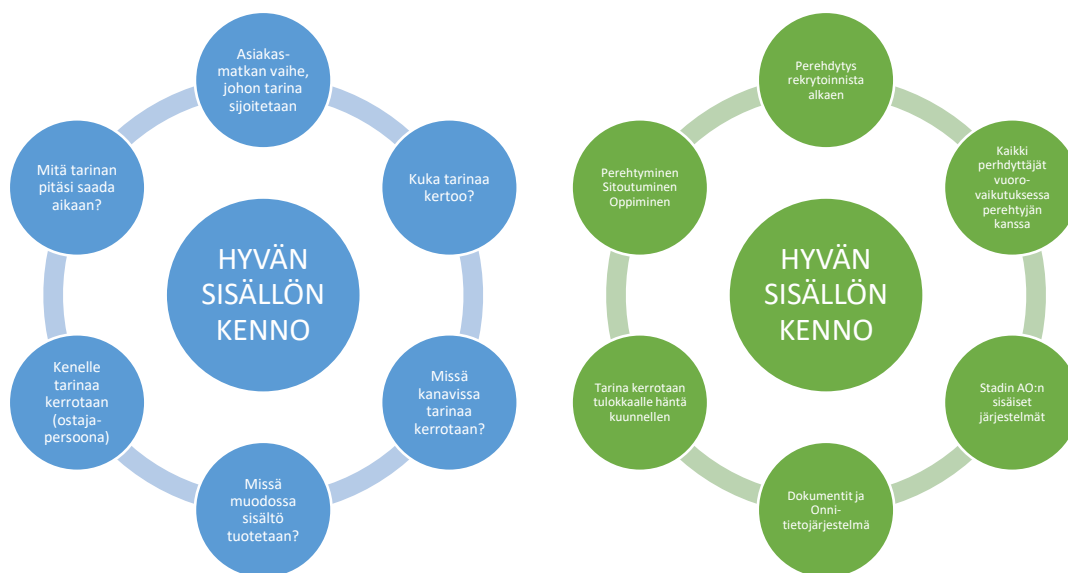 Asiakas-
matkan vaihe,
johon tarina
sijoitetaan
Kuka tarinaa
kertoo?
Missä
kanavissa
tarinaa
kerrotaan?
Missä
muodossa
sisältö
tuotetaan?
Kenelle
tarinaa
kerrotaan
(ostaja-
persoona)
Mitä tarinan
pitäsi saada
aikaan?
HYVÄN
SISÄLLÖN
KENNO
Perehdytys
rekrytoinnista
alkaen
Kaikki
perhdyttäjät
vuoro-
vaikutuksessa
perehtyjän
kanssa
Stadin AO:n
sisäiset
järjestelmät
Dokumentit ja
Onni-
tietojärjestelmä
Tarina kerrotaan
tulokkaalle häntä
kuunnellen
Perehtyminen
Sitoutuminen
Oppiminen
HYVÄN
SISÄLLÖN
KENNO